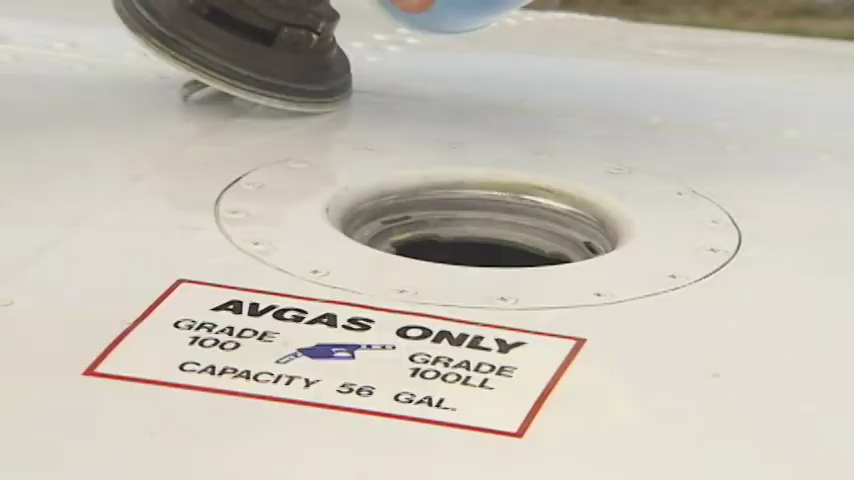 AVGAS ONLY
GRADE 100
GRADE 100LL
CAPACITY 56 GAL.